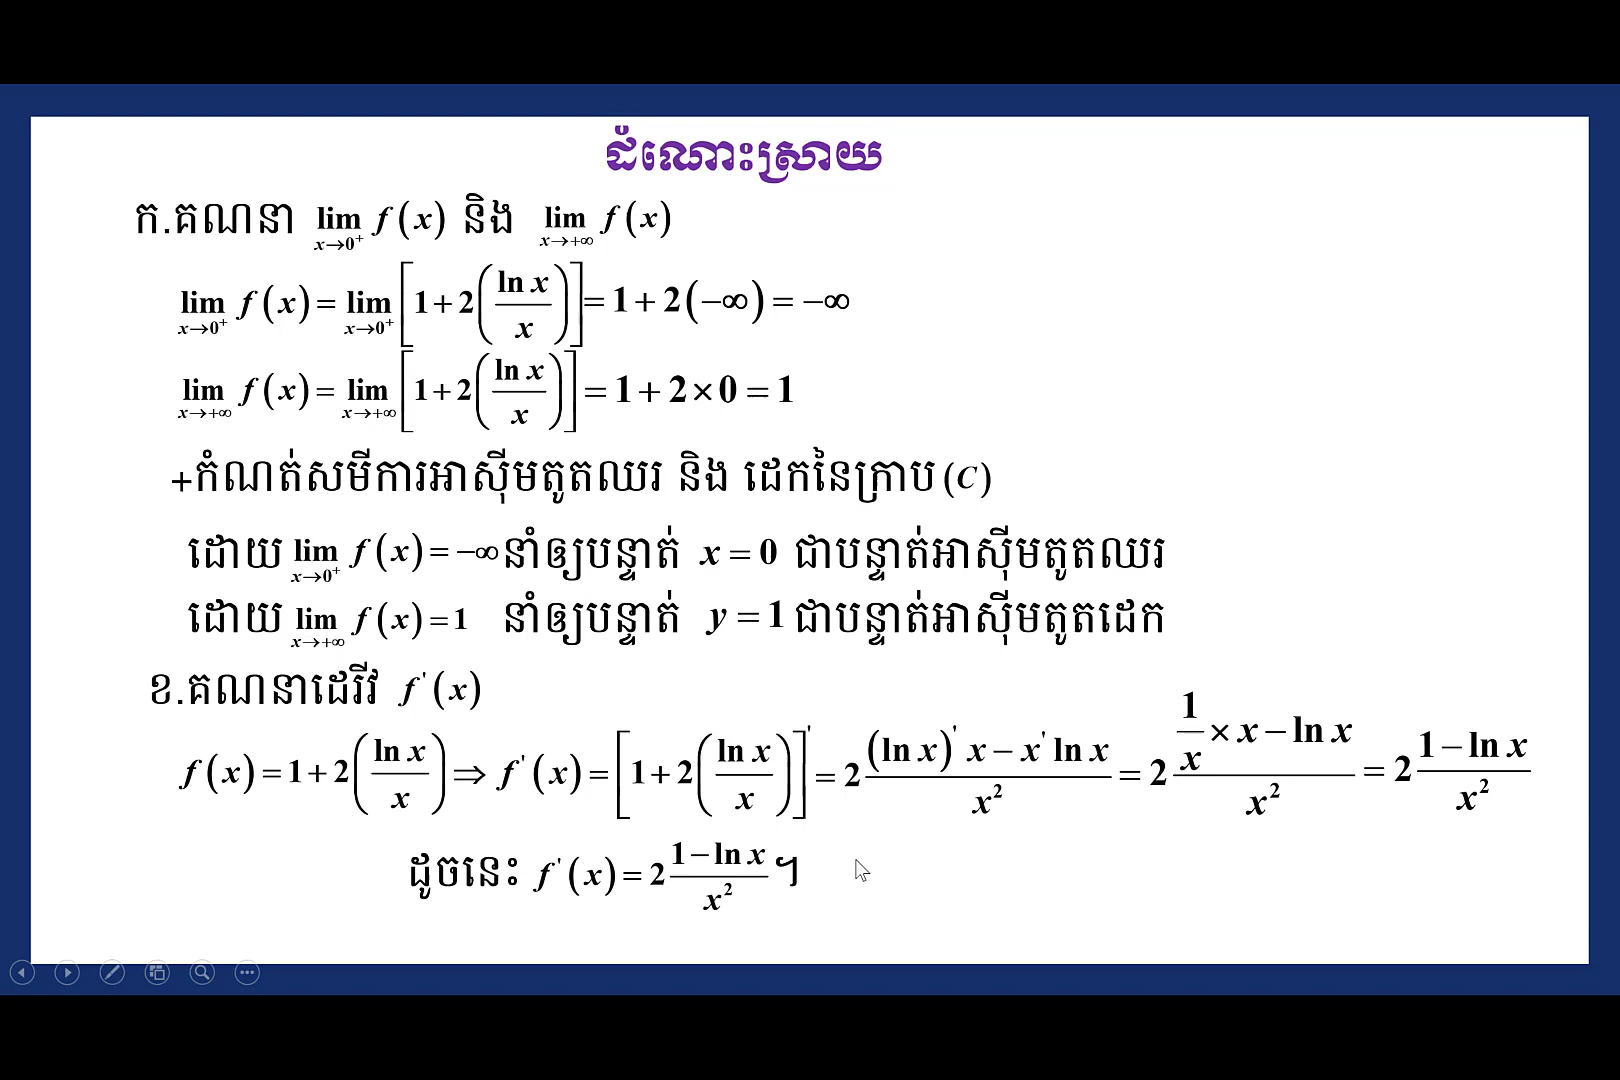 ដំណោះស្រាយ
ក.គណនា lim_{x→0⁺} f(x) និង lim_{x→+∞} f(x)
lim_{x→0⁺} f(x) = lim_{x→0⁺} [1+2(ln x / x)] = 1+2(−∞) = −∞
lim_{x→+∞} f(x) = lim_{x→+∞} [1+2(ln x / x)] = 1+2×0 = 1
+កំណត់សមីការអាស៊ីមតូតឈរ និង ដេកនៃក្រាប(C)
ដោយ lim_{x→0⁺} f(x) = −∞ នាំឲ្យបន្ទាត់ x = 0 ជាបន្ទាត់អាស៊ីមតូតឈរ
ដោយ lim_{x→+∞} f(x) = 1 នាំឲ្យបន្ទាត់ y = 1 ជាបន្ទាត់អាស៊ីមតូតដេក
ខ.គណនាដេរីវ f'(x)
f(x) = 1+2(ln x / x) ⇒ f'(x) = [1+2(ln x / x)]' = 2 ((ln x)' x − x' ln x) / x² = 2 (1/x × x − ln x) / x² = 2 (1 − ln x) / x²
ដូចនេះ f'(x) = 2 (1 − ln x) / x² ។